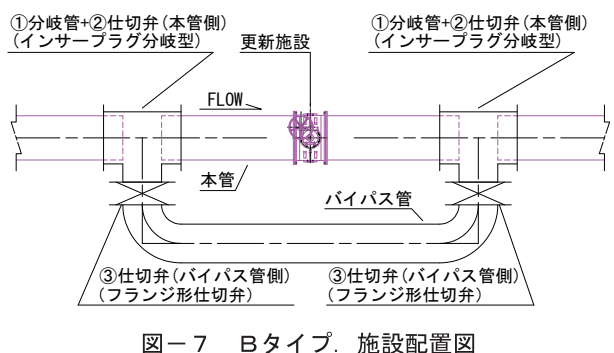 ①分岐管+②仕切弁(本管側)
(インサープラグ分岐型)
更新施設
①分岐管+②仕切弁(本管側)
(インサープラグ分岐型)
FLOW
本管
バイパス管
③仕切弁(バイパス管側)
(フランジ形仕切弁)
③仕切弁(バイパス管側)
(フランジ形仕切弁)
図－7　Bタイプ．施設配置図